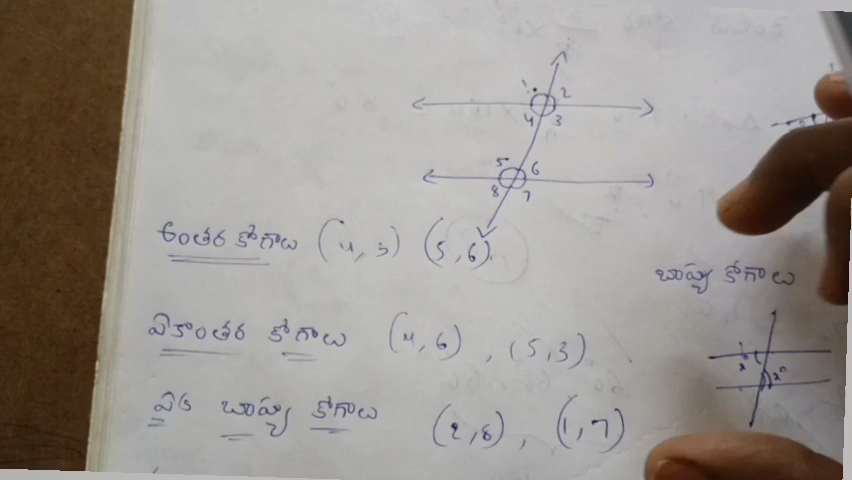 1 2
4 3
5 6
8 7
అంతర కోణాలు (4, 3) (5, 6)
బాహ్య కోణాలు
ఏకాంతర కోణాలు (4, 6) , (5, 3)
x° x°
ఏక బాహ్య కోణాలు (2, 8) , (1, 7)